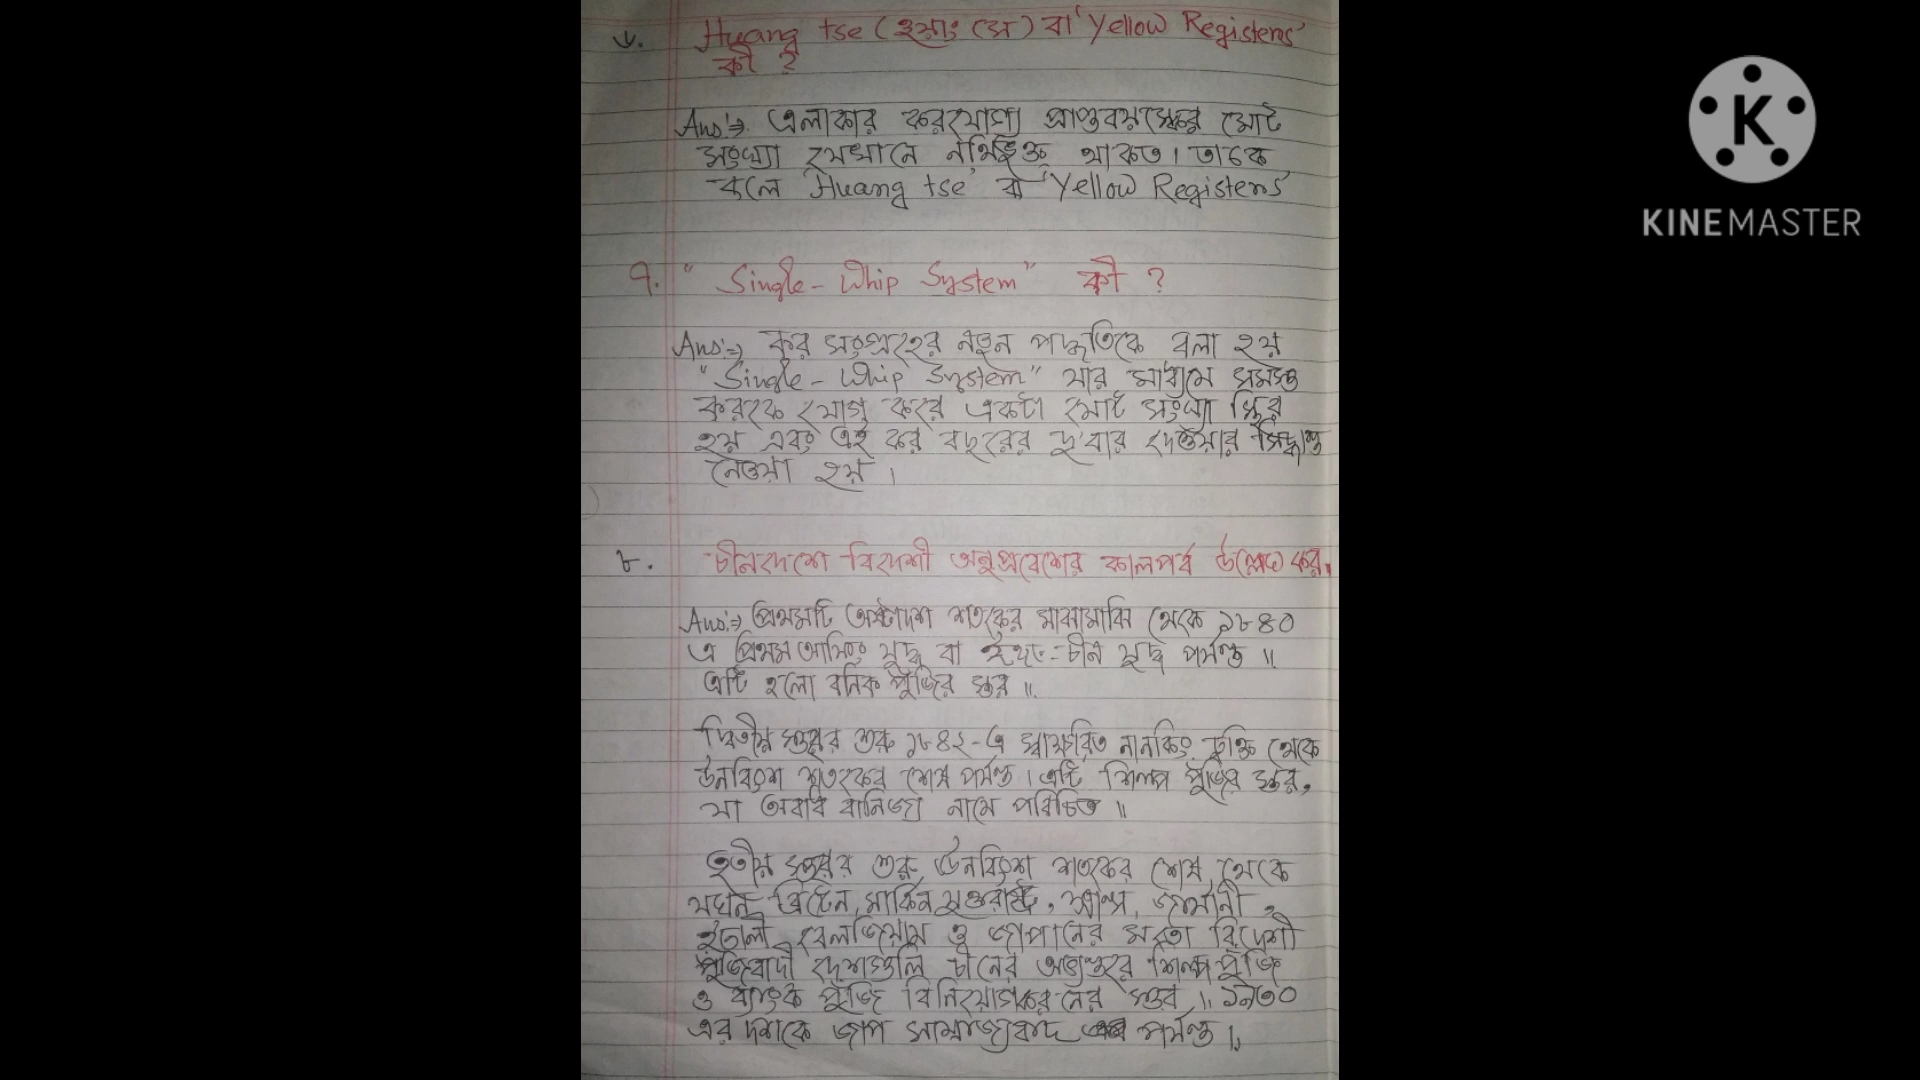 ৬. Huang tse (হুয়াং সে) বা 'Yellow Registers'
কী ?
Ans:⇒ এলাকার করযোগ্য প্রাপ্তবয়স্কের মোট
সংখ্যা যেখানে নথিভুক্ত থাকত। তাকে
বলে 'Huang tse' বা 'Yellow Registers'
৭. "Single-Whip System" কী ?
Ans:⇒ কর সংগ্রহের নতুন পদ্ধতিকে বলা হয়
"Single-Whip System" যার মাধ্যমে সমস্ত
করকে যোগ করে একটা মোট সংখ্যা স্থির
হয় এবং এই কর বছরের দু'বার দেওয়ার সিদ্ধান্ত
নেওয়া হয়।
৮. চীনদেশে বিদেশী অনুপ্রবেশের কালপর্ব উল্লেখ কর।
Ans:⇒ প্রথমটি অষ্টাদশ শতকের মাঝামাঝি থেকে ১৮৪০
এ প্রথম আফিং যুদ্ধ বা ইঙ্গ-চীন যুদ্ধ পর্যন্ত॥
এটি হলো বনিক পুঁজির স্তর॥
দ্বিতীয় স্তরের শুরু ১৮৪২-এ স্বাক্ষরিত নানকিং চুক্তি থেকে
ঊনবিংশ শতকের শেষ পর্যন্ত। এটি শিল্প পুঁজির স্তর,
যা অবাধ বানিজ্য নামে পরিচিত॥
তৃতীয় স্তরের শুরু ঊনবিংশ শতকের শেষ থেকে
যখন ব্রিটেন, মার্কিন যুক্তরাষ্ট্র, ফ্রান্স, জার্মানী,
ইতালী বেলজিয়াম ও জাপানের মতো বিদেশী
পুঁজিবাদী দেশগুলি চীনের অভ্যন্তরে শিল্প পুঁজি
ও ব্যাংক পুঁজি বিনিয়োগকরনের স্তর॥ ১৯৩০
এর দশকে জাপ সাম্রাজ্যবাদ পর্যন্ত।
K
KINEMASTER